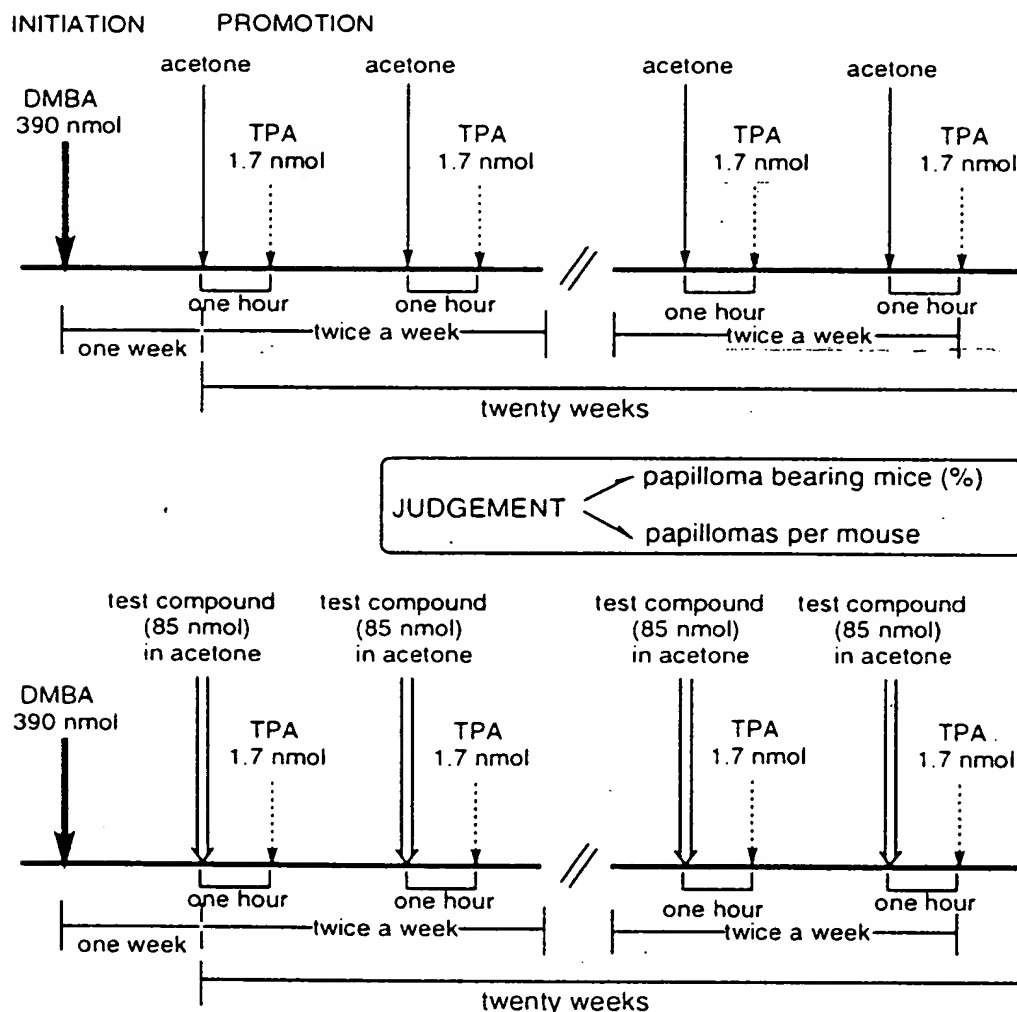 INITIATION PROMOTION
acetone acetone acetone acetone
DMBA
390 nmol
TPA TPA TPA TPA
1.7 nmol 1.7 nmol 1.7 nmol 1.7 nmol
one hour one hour one hour one hour
one week twice a week twice a week
twenty weeks
JUDGEMENT
papilloma bearing mice (%)
papillomas per mouse
test compound test compound test compound test compound
(85 nmol) (85 nmol) (85 nmol) (85 nmol)
in acetone in acetone in acetone in acetone
DMBA
390 nmol
TPA TPA TPA TPA
1.7 nmol 1.7 nmol 1.7 nmol 1.7 nmol
one hour one hour one hour one hour
one week twice a week twice a week
twenty weeks